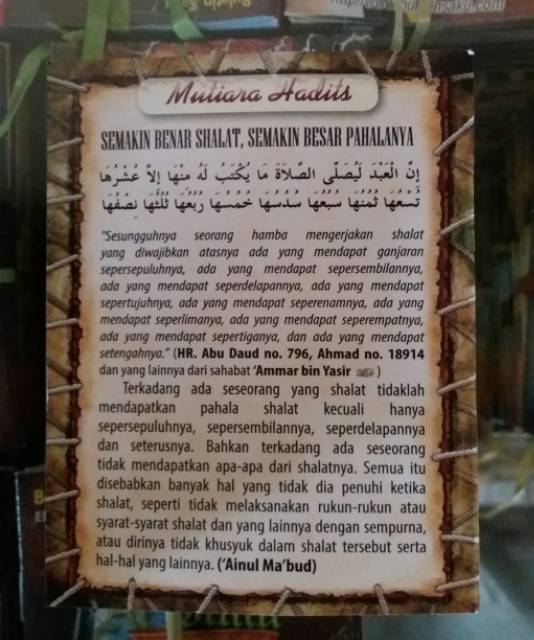 Mutiara Hadits
SEMAKIN BENAR SHALAT, SEMAKIN BESAR PAHALANYA
إِنَّ الْعَبْدَ لَيُصَلِّى الصَّلاَةَ مَا يُكْتَبُ لَهُ مِنْهَا إِلاَّ عُشْرُهَا
تُسْعُهَا ثُمُنُهَا سُبُعُهَا سُدُسُهَا خُمُسُهَا رُبُعُهَا ثُلُثُهَا نِصْفُهَا
"Sesungguhnya seorang hamba mengerjakan shalat
yang diwajibkan atasnya ada yang mendapat ganjaran
sepersepuluhnya, ada yang mendapat sepersembilannya,
ada yang mendapat seperdelapannya, ada yang mendapat
sepertujuhnya, ada yang mendapat seperenamnya, ada yang
mendapat seperlimanya, ada yang mendapat seperempatnya,
ada yang mendapat sepertiganya, dan ada yang mendapat
setengahnya." (HR. Abu Daud no. 796, Ahmad no. 18914
dan yang lainnya dari sahabat 'Ammar bin Yasir )
Terkadang ada seseorang yang shalat tidaklah
mendapatkan pahala shalat kecuali hanya
sepersepuluhnya, sepersembilannya, seperdelapannya
dan seterusnya. Bahkan terkadang ada seseorang
tidak mendapatkan apa-apa dari shalatnya. Semua itu
disebabkan banyak hal yang tidak dia penuhi ketika
shalat, seperti tidak melaksanakan rukun-rukun atau
syarat-syarat shalat dan yang lainnya dengan sempurna,
atau dirinya tidak khusyuk dalam shalat tersebut serta
hal-hal yang lainnya. ('Ainul Ma'bud)